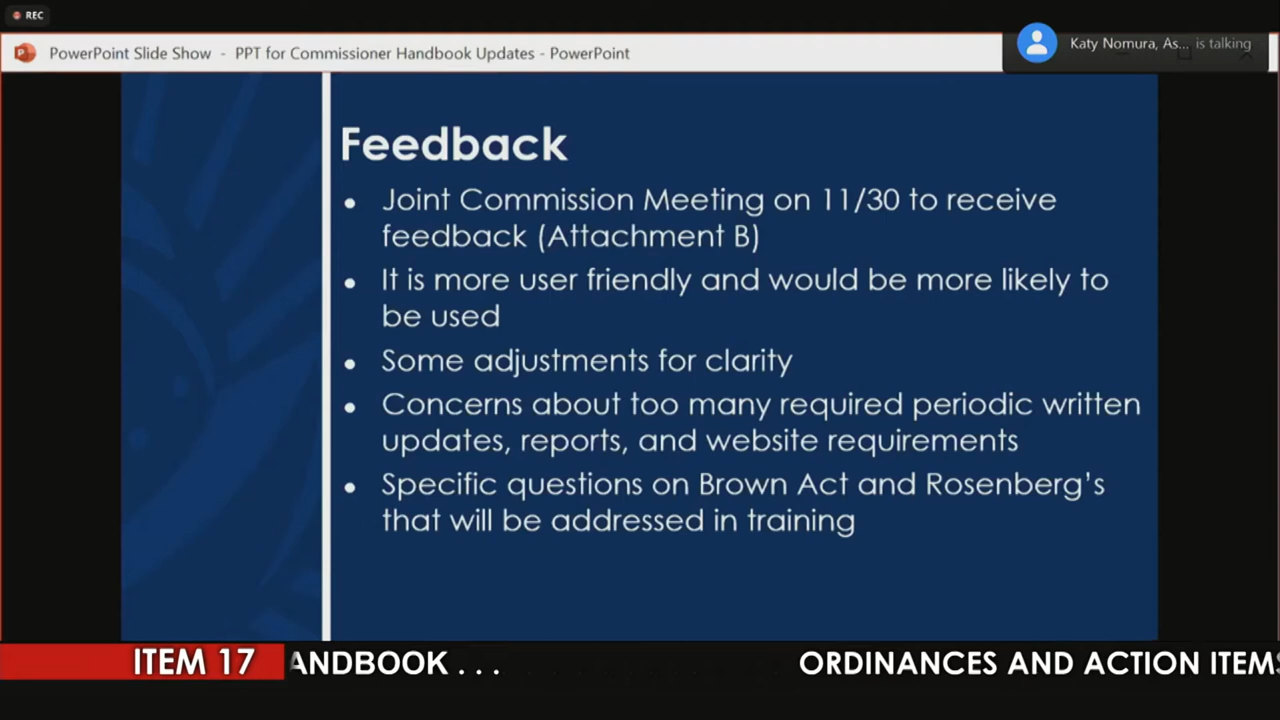 REC
PowerPoint Slide Show - PPT for Commissioner Handbook Updates - PowerPoint
Katy Nomura, As... is talking
Feedback
• Joint Commission Meeting on 11/30 to receive
feedback (Attachment B)
• It is more user friendly and would be more likely to
be used
• Some adjustments for clarity
• Concerns about too many required periodic written
updates, reports, and website requirements
• Specific questions on Brown Act and Rosenberg's
that will be addressed in training
ITEM 17 ANDBOOK . . . ORDINANCES AND ACTION ITEMS